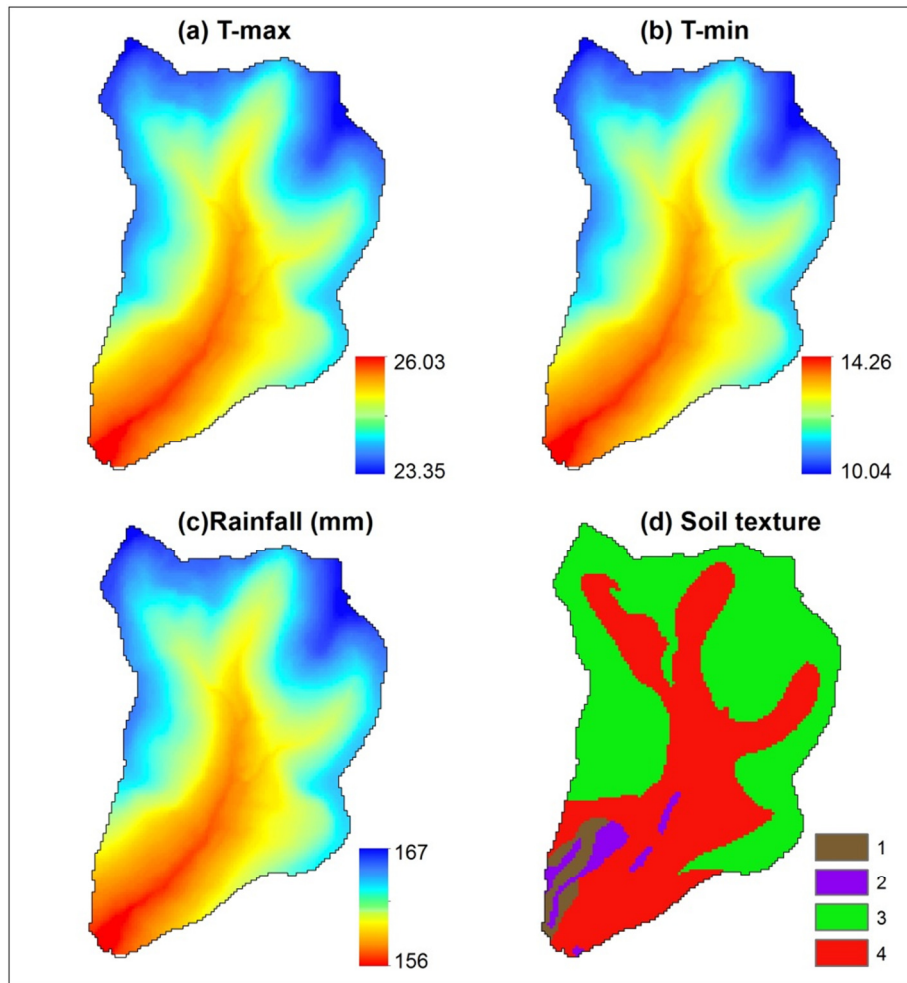 (a) T-max
(b) T-min
26.03
23.35
14.26
10.04
(c)Rainfall (mm)
(d) Soil texture
167
156
1
2
3
4